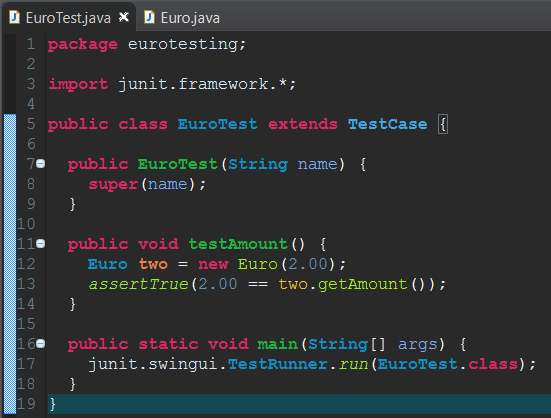 EuroTest.java Euro.java
1 package eurotesting;
2
3 import junit.framework.*;
4
5 public class EuroTest extends TestCase {
6
7 public EuroTest(String name) {
8 super(name);
9 }
10
11 public void testAmount() {
12 Euro two = new Euro(2.00);
13 assertTrue(2.00 == two.getAmount());
14 }
15
16 public static void main(String[] args) {
17 junit.swingui.TestRunner.run(EuroTest.class);
18 }
19 }